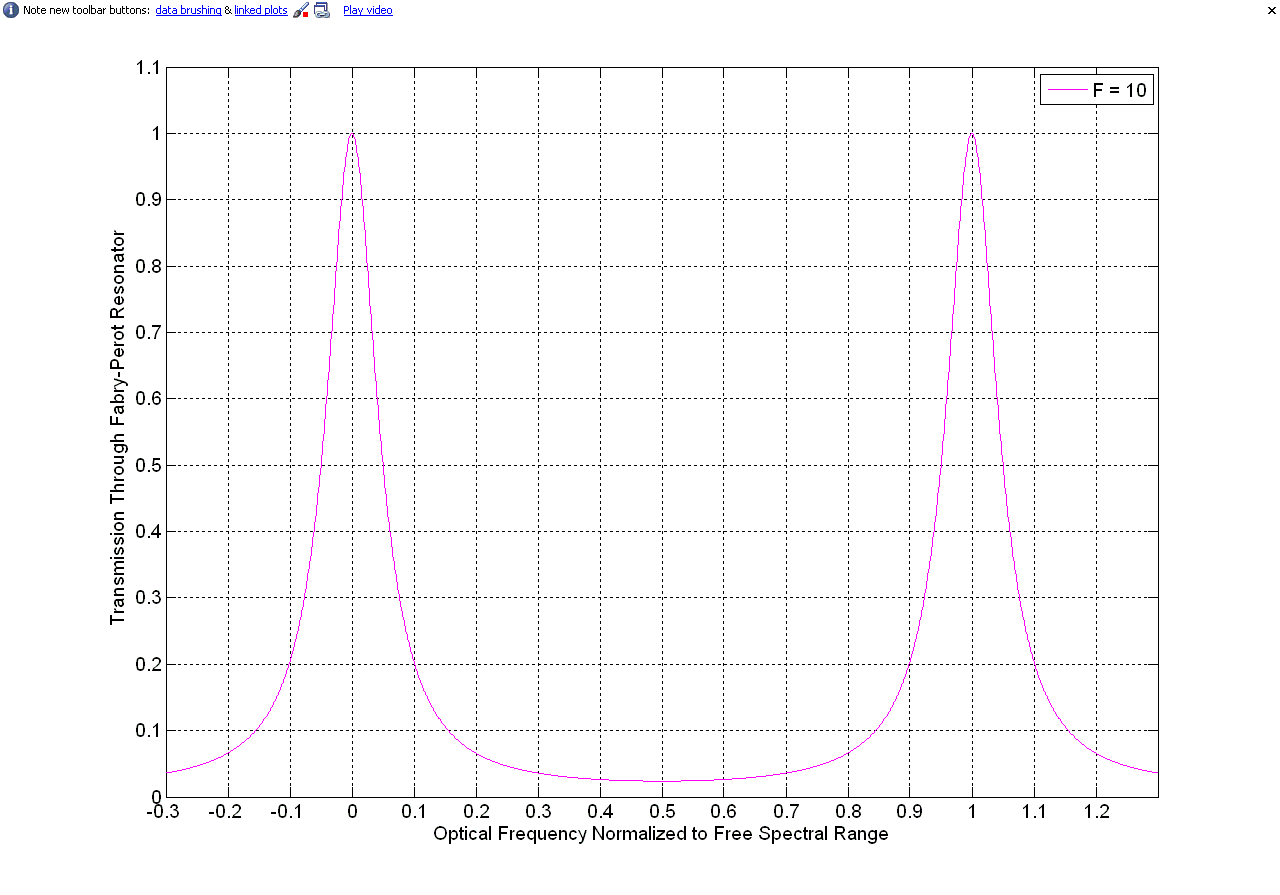 Note new toolbar buttons: data brushing & linked plots Play video
F = 10
1.1
1
0.9
0.8
0.7
0.6
0.5
0.4
0.3
0.2
0.1
0
Transmission Through Fabry-Perot Resonator
-0.3 -0.2 -0.1 0 0.1 0.2 0.3 0.4 0.5 0.6 0.7 0.8 0.9 1 1.1 1.2
Optical Frequency Normalized to Free Spectral Range